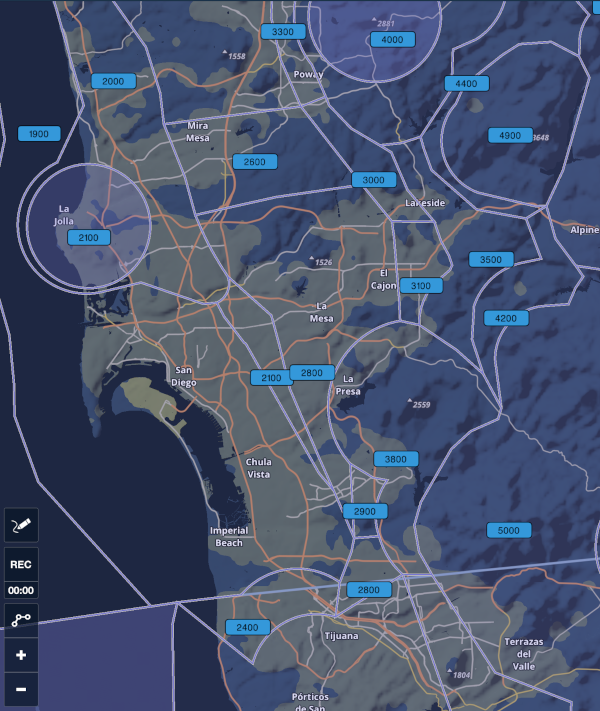 2881
3300
4000
1558
Poway
2000
4400
1900
Mira
Mesa
4900
3648
2600
3000
Lakeside
La
Jolla
2100
Alpine
1526
3500
El
Cajon
3100
La
Mesa
4200
San
Diego
2100
2800
La
Presa
2559
Chula
Vista
3800
2900
Imperial
Beach
5000
REC
00:00
2800
2400
Tijuana
Terrazas
del
Valle
1804
+
−
Pórticos
de San